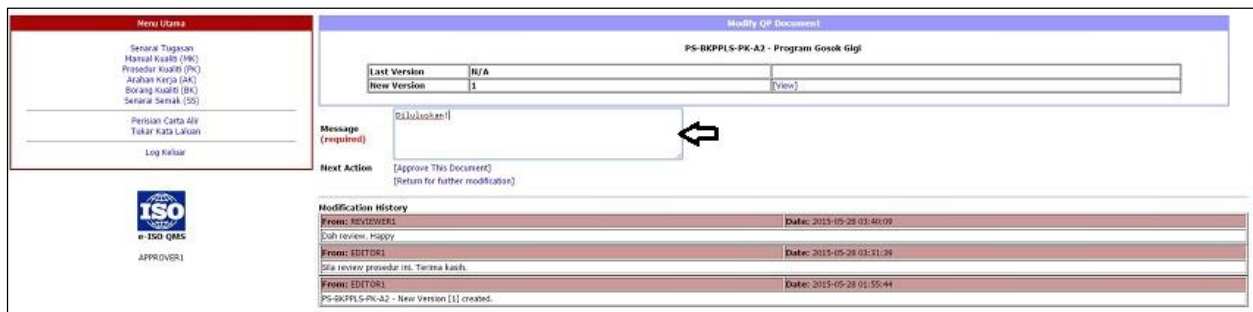 Menu Utama
Senarai Tugasan
Manual Kualiti (MK)
Prosedur Kualiti (PK)
Arahan Kerja (AK)
Borang Kualiti (BK)
Senarai Semak (SS)
Perisian Carta Alir
Tukar Kata Laluan
Log Keluar
ISO
e-ISO QMS
APPROVER1
Modify QP Document
PS-BKPPLS-PK-A2 - Program Gosok Gigi
Last Version N/A
New Version 1 [View]
Message
(required)
Diluluskan!
Next Action [Approve This Document]
[Return for further modification]
Modification History
From: REVIEWER1 Date: 2015-05-28 03:40:09
Dah review. Happy
From: EDITOR1 Date: 2015-05-28 03:31:39
Sila review prosedur ini. Terima kasih.
From: EDITOR1 Date: 2015-05-28 01:55:44
PS-BKPPLS-PK-A2 - New Version [1] created.